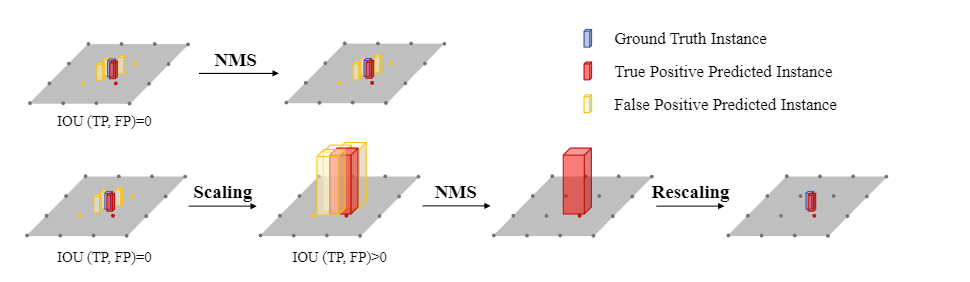 NMS
IOU (TP, FP)=0
Ground Truth Instance
True Positive Predicted Instance
False Positive Predicted Instance
Scaling
NMS
Rescaling
IOU (TP, FP)=0
IOU (TP, FP)>0